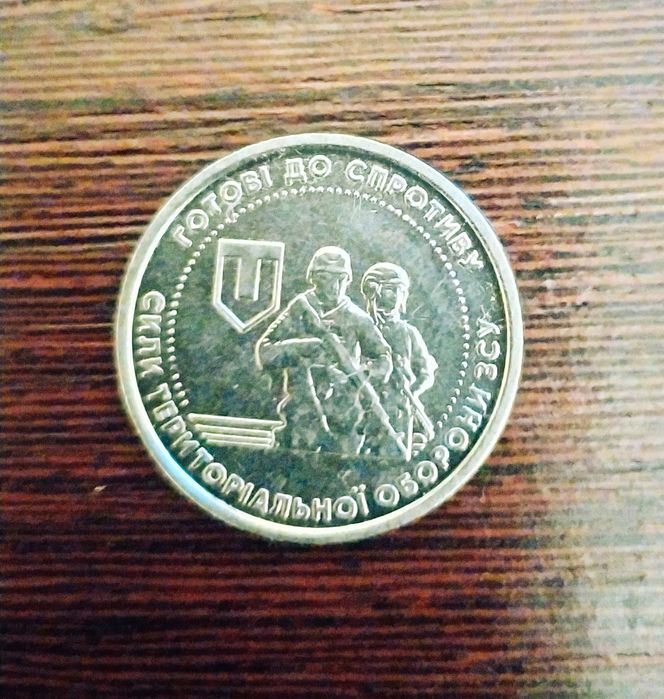 ГОТОВІ ДО СПРОТИВУ
СИЛИ ТЕРИТОРІАЛЬНОЇ ОБОРОНИ ЗСУ